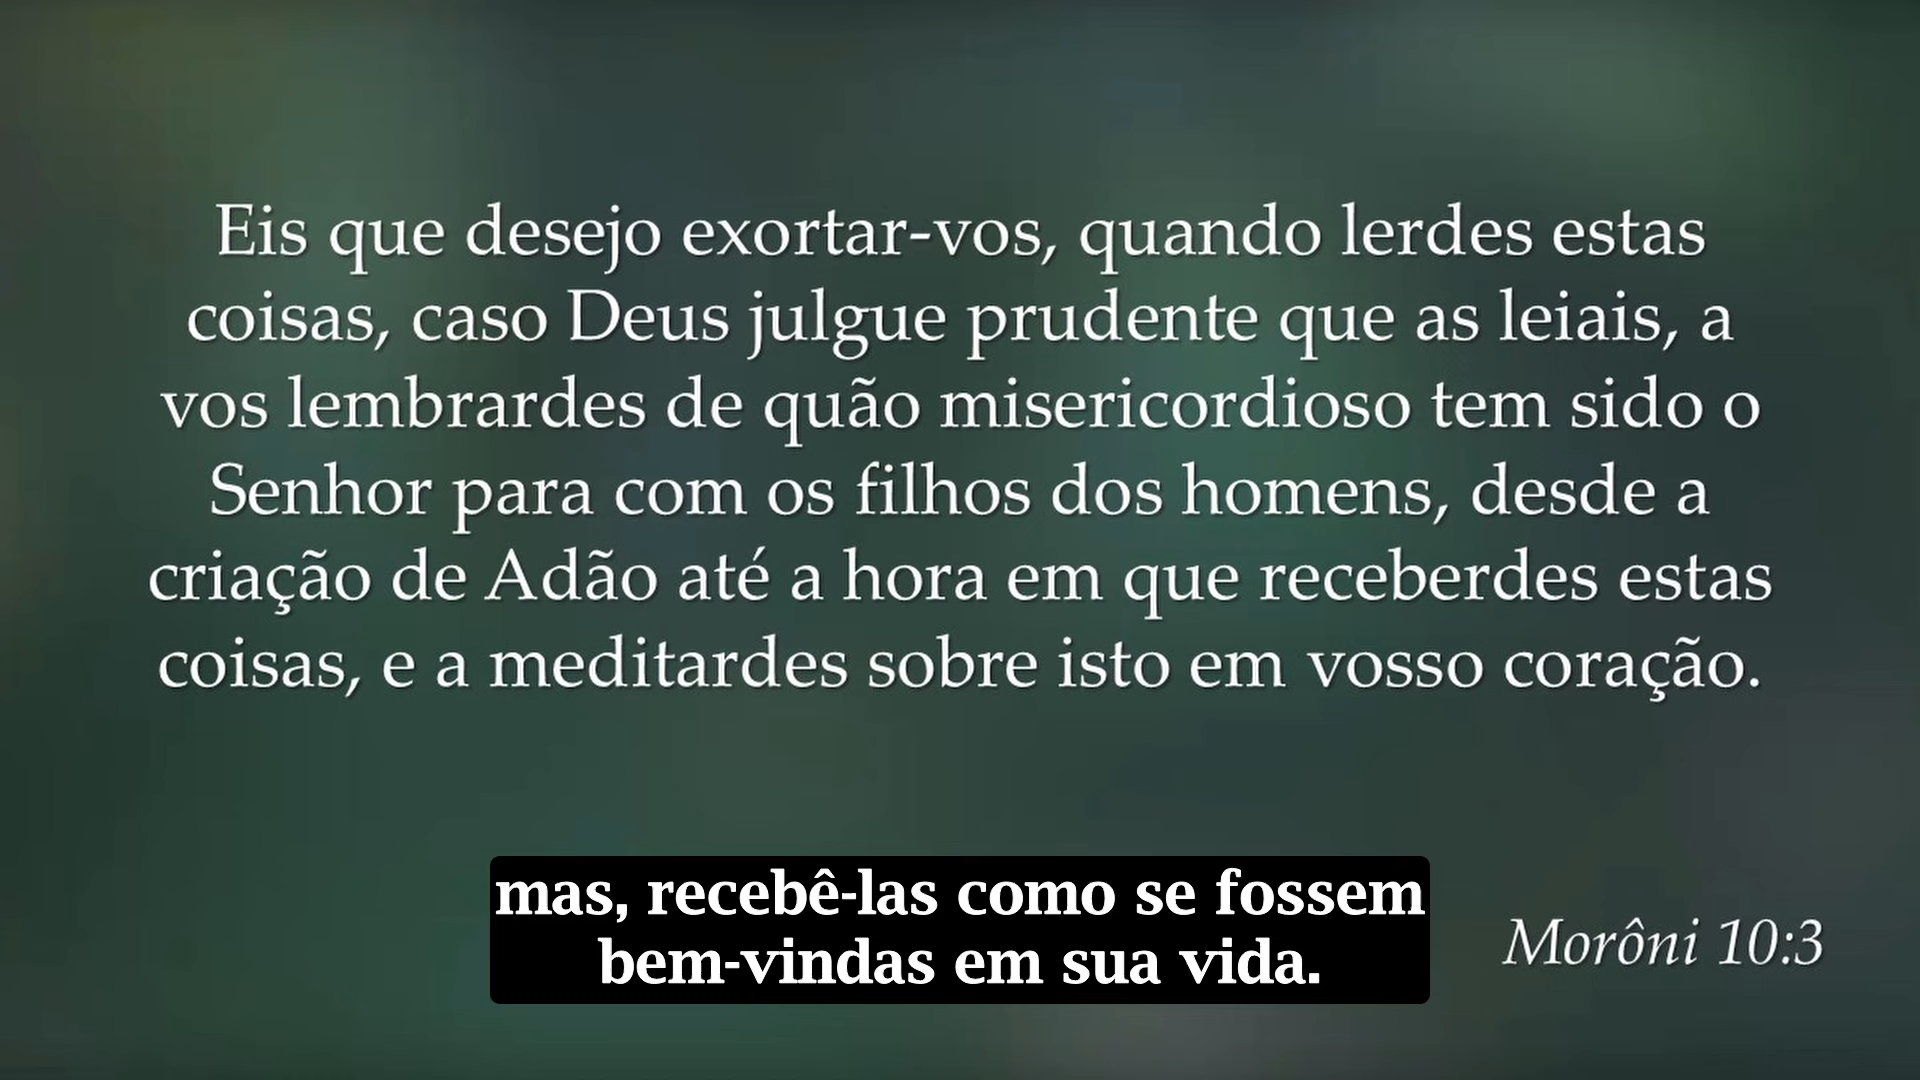 Eis que desejo exortar-vos, quando lerdes estas
coisas, caso Deus julgue prudente que as leiais, a
vos lembrardes de quão misericordioso tem sido o
Senhor para com os filhos dos homens, desde a
criação de Adão até a hora em que receberdes estas
coisas, e a meditardes sobre isto em vosso coração.
mas, recebê-las como se fossem
bem-vindas em sua vida.
Morôni 10:3